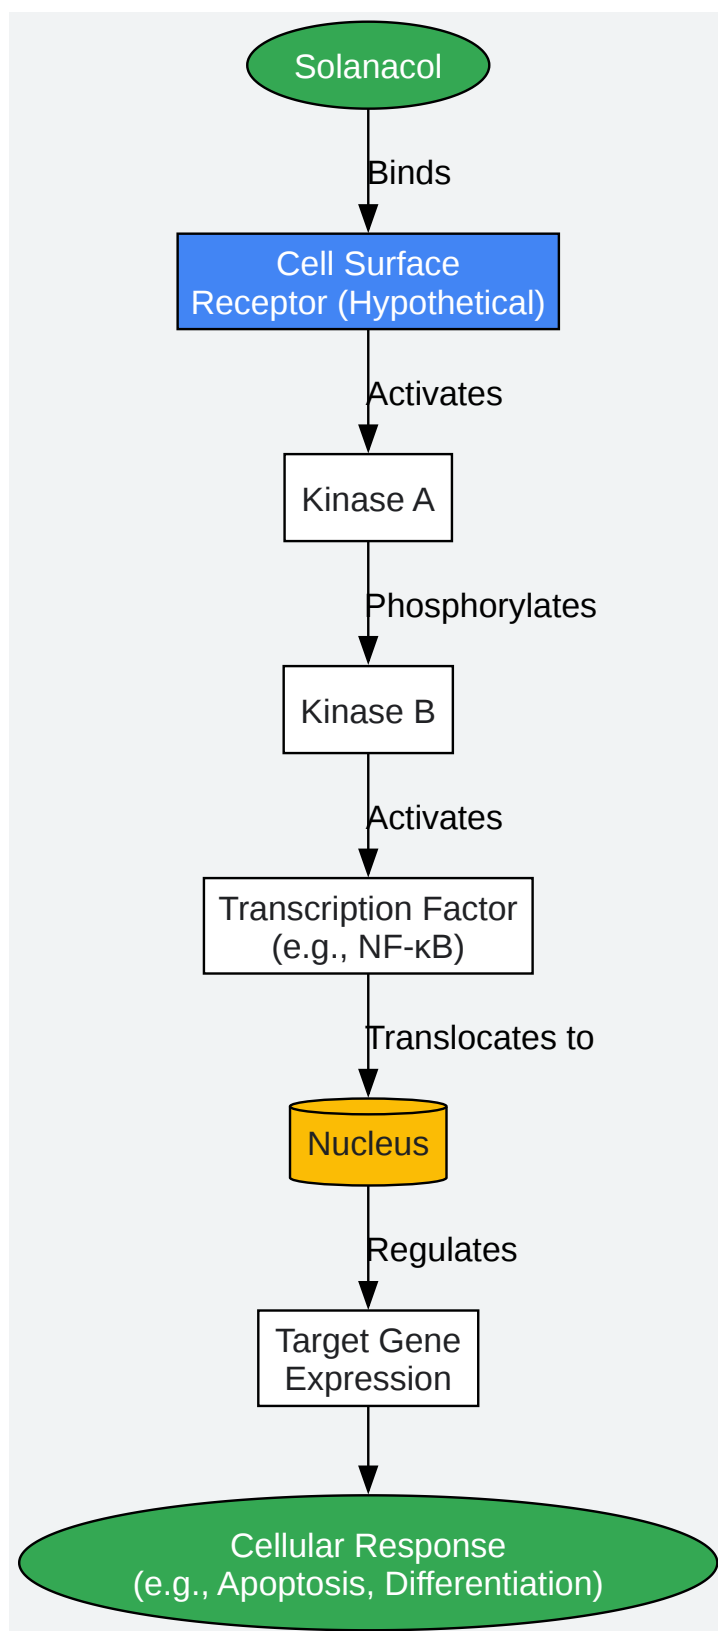 Solanacol
Binds
Cell Surface
Receptor (Hypothetical)
Activates
Kinase A
Phosphorylates
Kinase B
Activates
Transcription Factor
(e.g., NF-κB)
Translocates to
Nucleus
Regulates
Target Gene
Expression
Cellular Response
(e.g., Apoptosis, Differentiation)